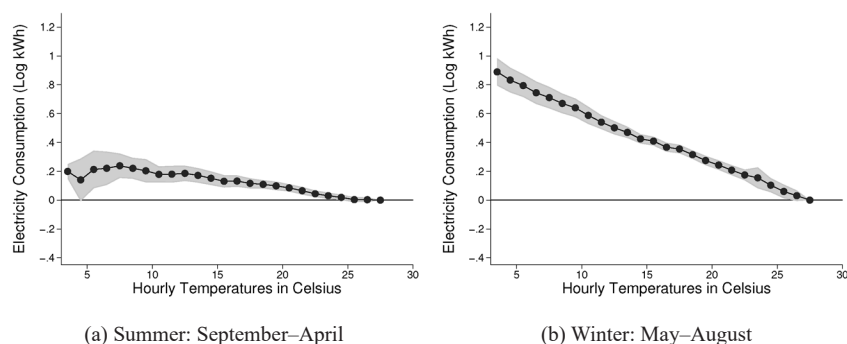 Electricity Consumption (Log kWh)
1.2
1
.8
.6
.4
.2
0
-.2
-.4
5 10 15 20 25 30
Hourly Temperatures in Celsius
(a) Summer: September–April
Electricity Consumption (Log kWh)
1.2
1
.8
.6
.4
.2
0
-.2
-.4
5 10 15 20 25 30
Hourly Temperatures in Celsius
(b) Winter: May–August